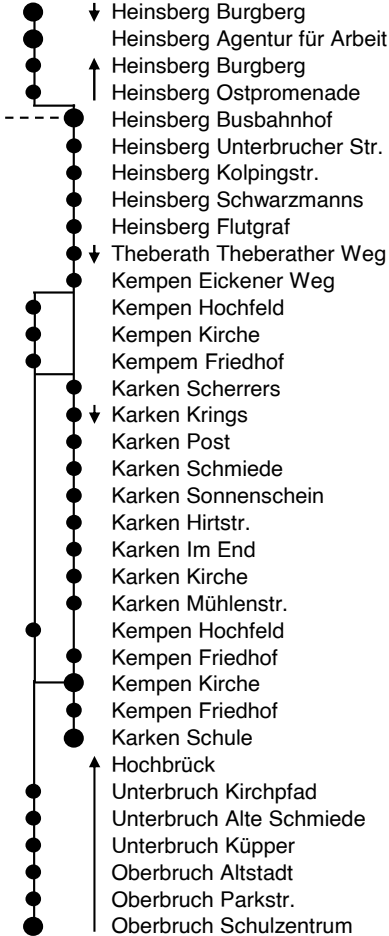 Heinsberg Burgberg
Heinsberg Agentur für Arbeit
Heinsberg Burgberg
Heinsberg Ostpromenade
Heinsberg Busbahnhof
Heinsberg Unterbrucher Str.
Heinsberg Kolpingstr.
Heinsberg Schwarzmanns
Heinsberg Flutgraf
Theberath Theberather Weg
Kempen Eickener Weg
Kempen Hochfeld
Kempen Kirche
Kempem Friedhof
Karken Scherrers
Karken Krings
Karken Post
Karken Schmiede
Karken Sonnenschein
Karken Hirtstr.
Karken Im End
Karken Kirche
Karken Mühlenstr.
Kempen Hochfeld
Kempen Friedhof
Kempen Kirche
Kempen Friedhof
Karken Schule
Hochbrück
Unterbruch Kirchpfad
Unterbruch Alte Schmiede
Unterbruch Küpper
Oberbruch Altstadt
Oberbruch Parkstr.
Oberbruch Schulzentrum